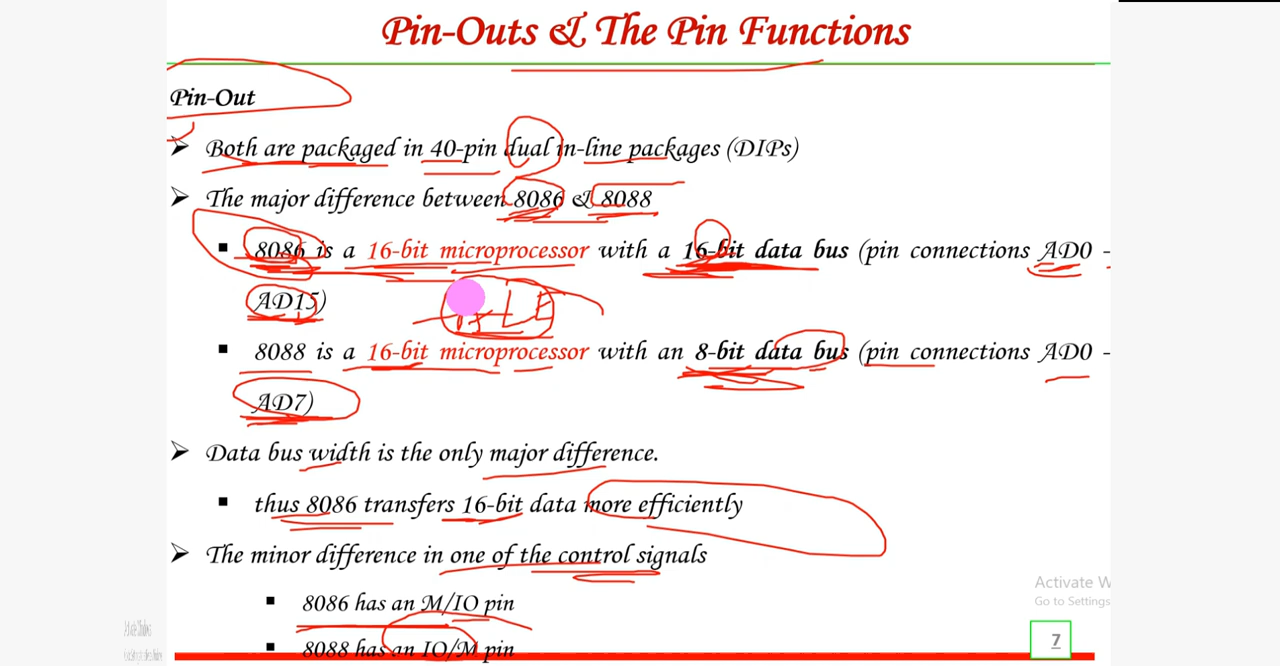 Pin-Outs & The Pin Functions
Pin-Out
Both are packaged in 40-pin dual in-line packages (DIPs)
The major difference between 8086 & 8088
8086 is a 16-bit microprocessor with a 16-bit data bus (pin connections AD0 –
AD15)
8088 is a 16-bit microprocessor with an 8-bit data bus (pin connections AD0 –
AD7)
Data bus width is the only major difference.
thus 8086 transfers 16-bit data more efficiently
The minor difference in one of the control signals
8086 has an M/IO pin
8088 has an IO/M pin
Activate W
Go to Settings
7